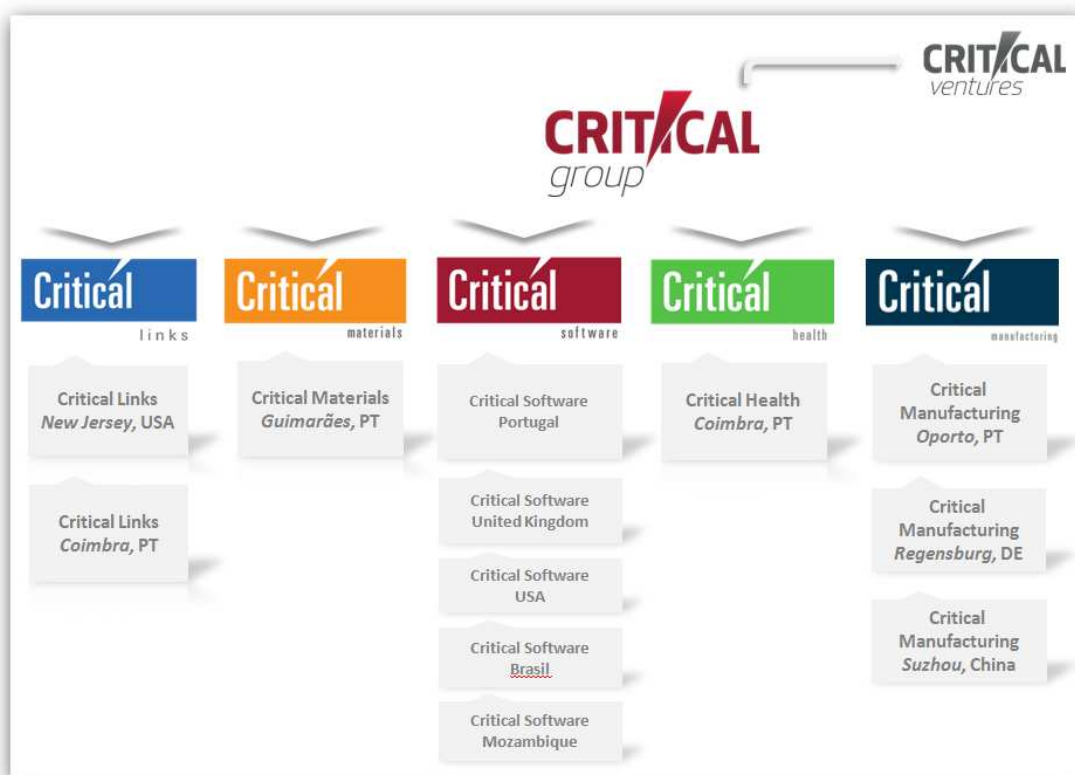 CRITICAL
ventures
CRITICAL
group
Critical
links
Critical
materials
Critical
software
Critical
health
Critical
manufacturing
Critical Links
New Jersey, USA
Critical Links
Coimbra, PT
Critical Materials
Guimarães, PT
Critical Software
Portugal
Critical Software
United Kingdom
Critical Software
USA
Critical Software
Brasil
Critical Software
Mozambique
Critical Health
Coimbra, PT
Critical
Manufacturing
Oporto, PT
Critical
Manufacturing
Regensburg, DE
Critical
Manufacturing
Suzhou, China